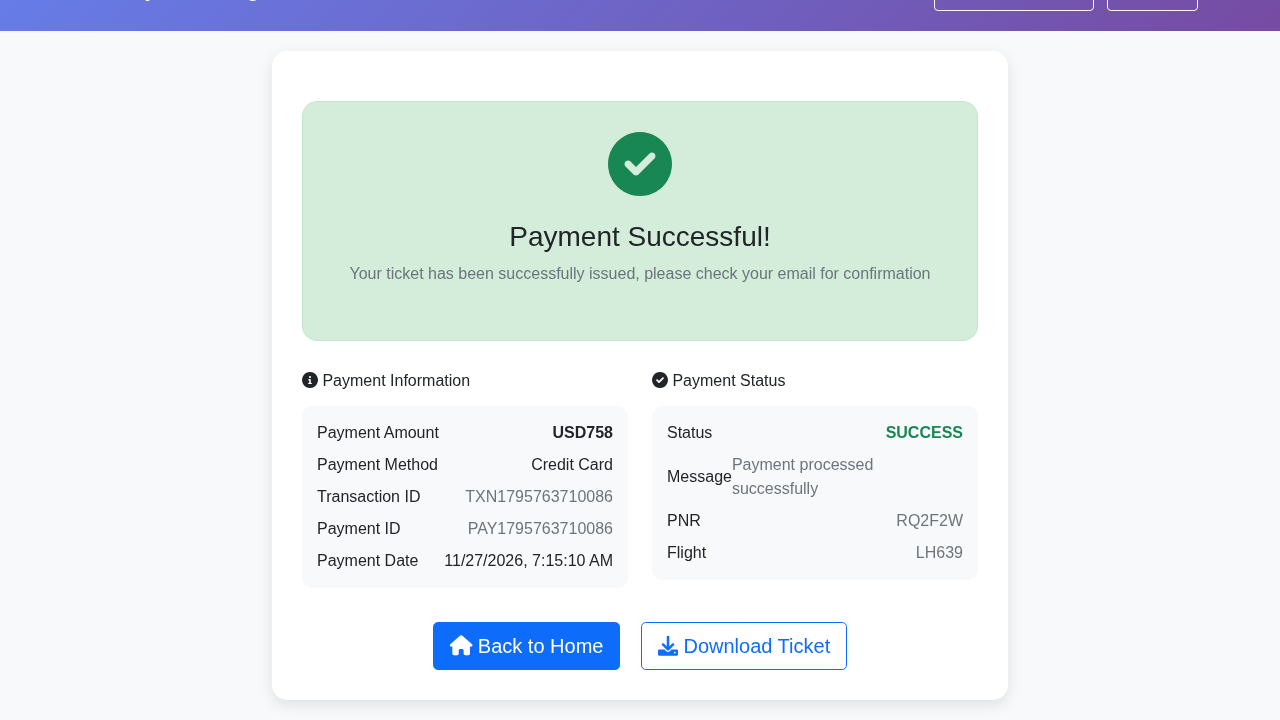 Payment Successful!
Your ticket has been successfully issued, please check your email for confirmation
Payment Information
Payment Amount USD758
Payment Method Credit Card
Transaction ID TXN1795763710086
Payment ID PAY1795763710086
Payment Date 11/27/2026, 7:15:10 AM
Payment Status
Status SUCCESS
Message Payment processed
successfully
PNR RQ2F2W
Flight LH639
Back to Home
Download Ticket